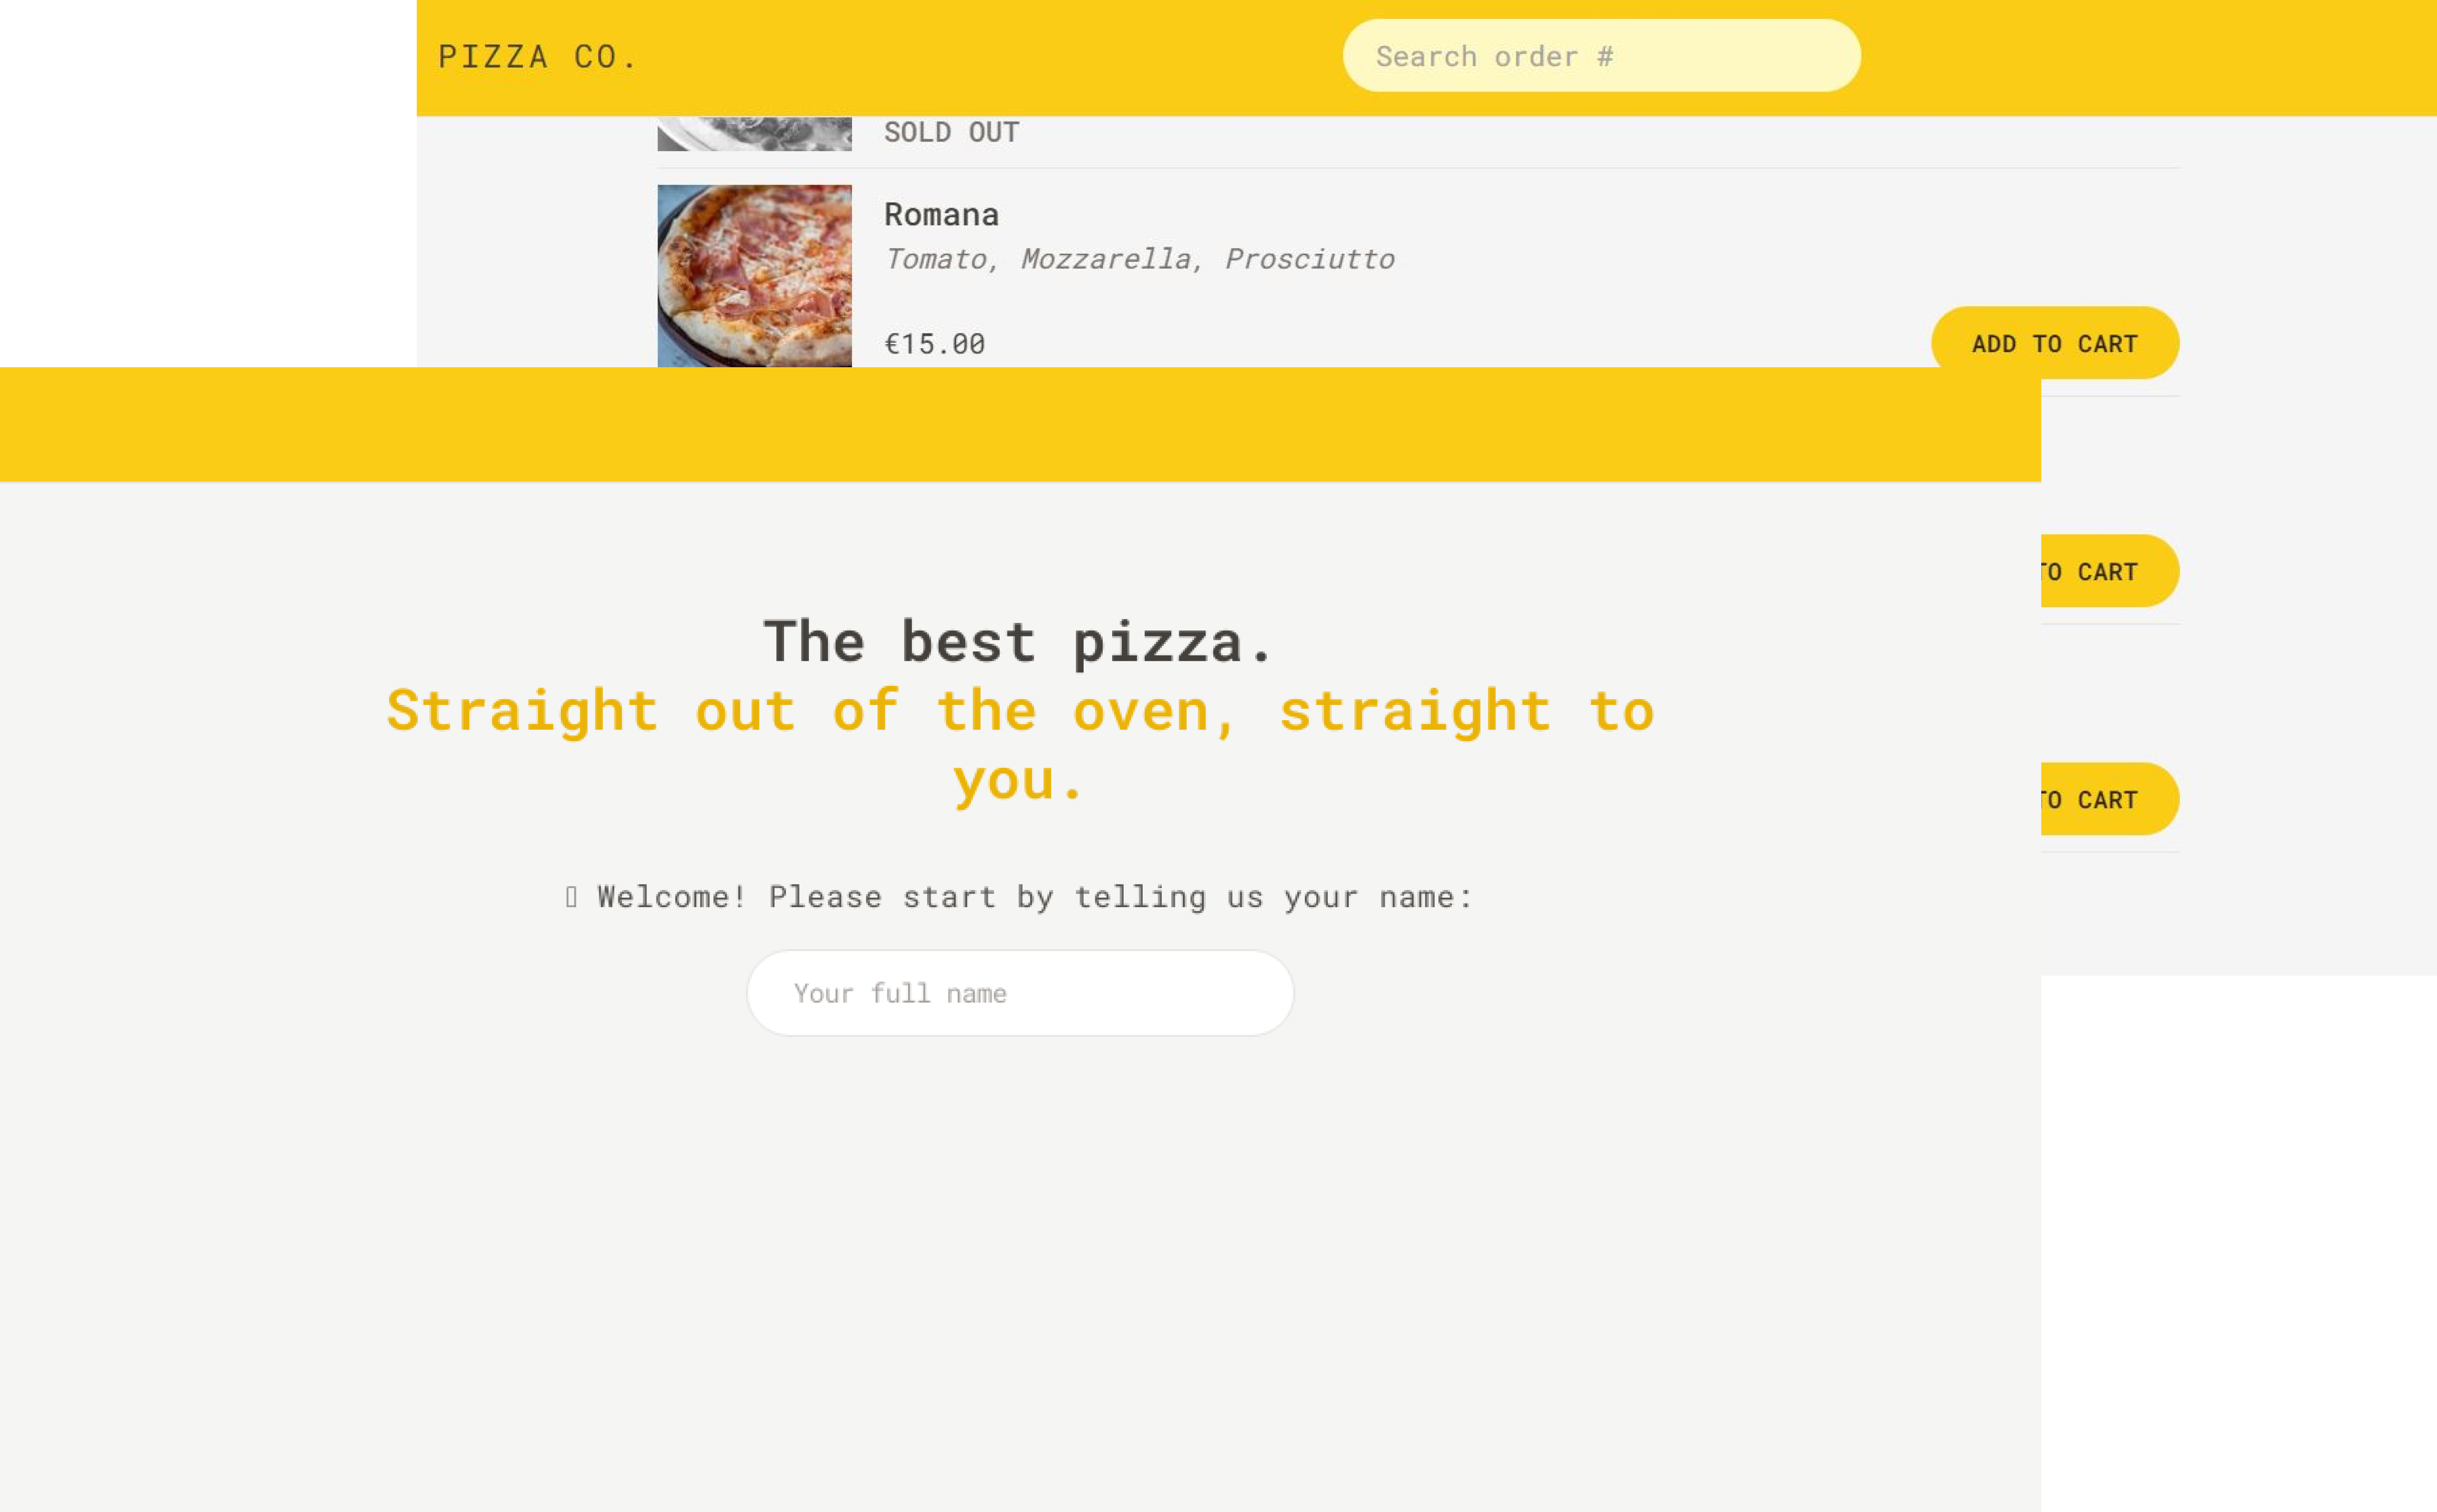 PIZZA CO.
Search order #
SOLD OUT
Romana
Tomato, Mozzarella, Prosciutto
€15.00
ADD TO CART
TO CART
TO CART
The best pizza.
Straight out of the oven, straight to
you.
Welcome! Please start by telling us your name:
Your full name